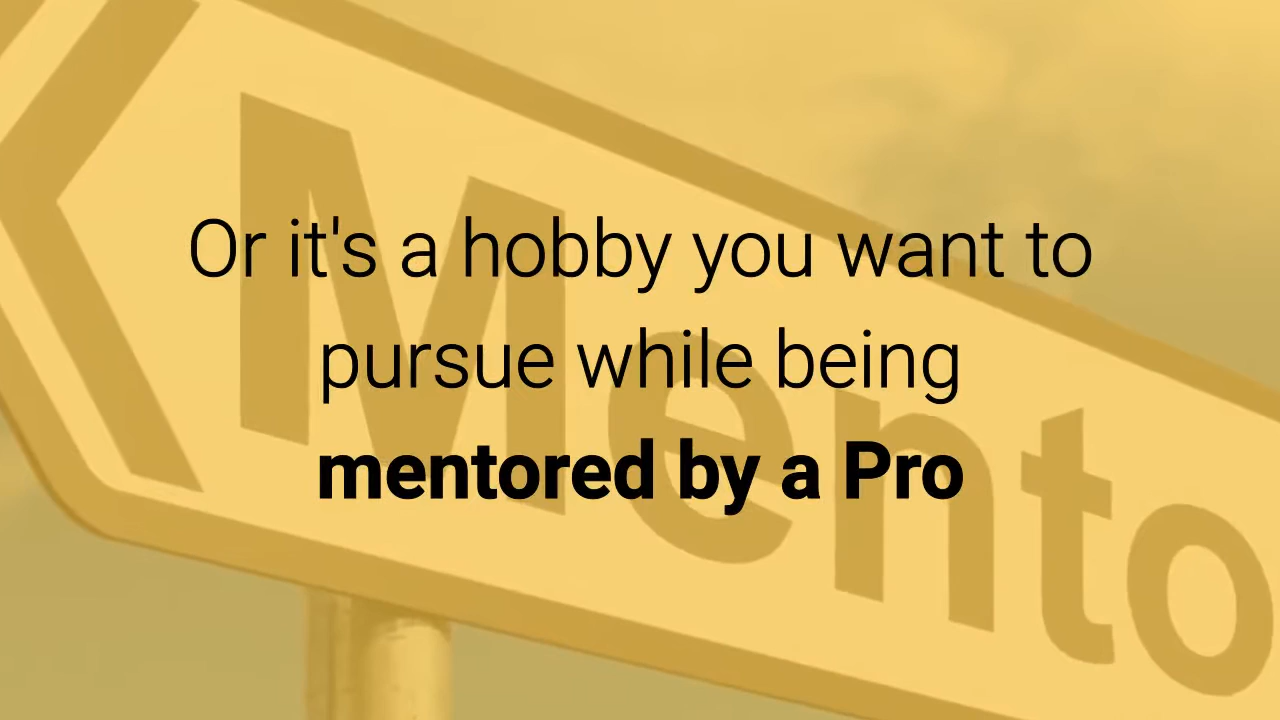 Or it's a hobby you want to
pursue while being
mentored by a Pro
Mento